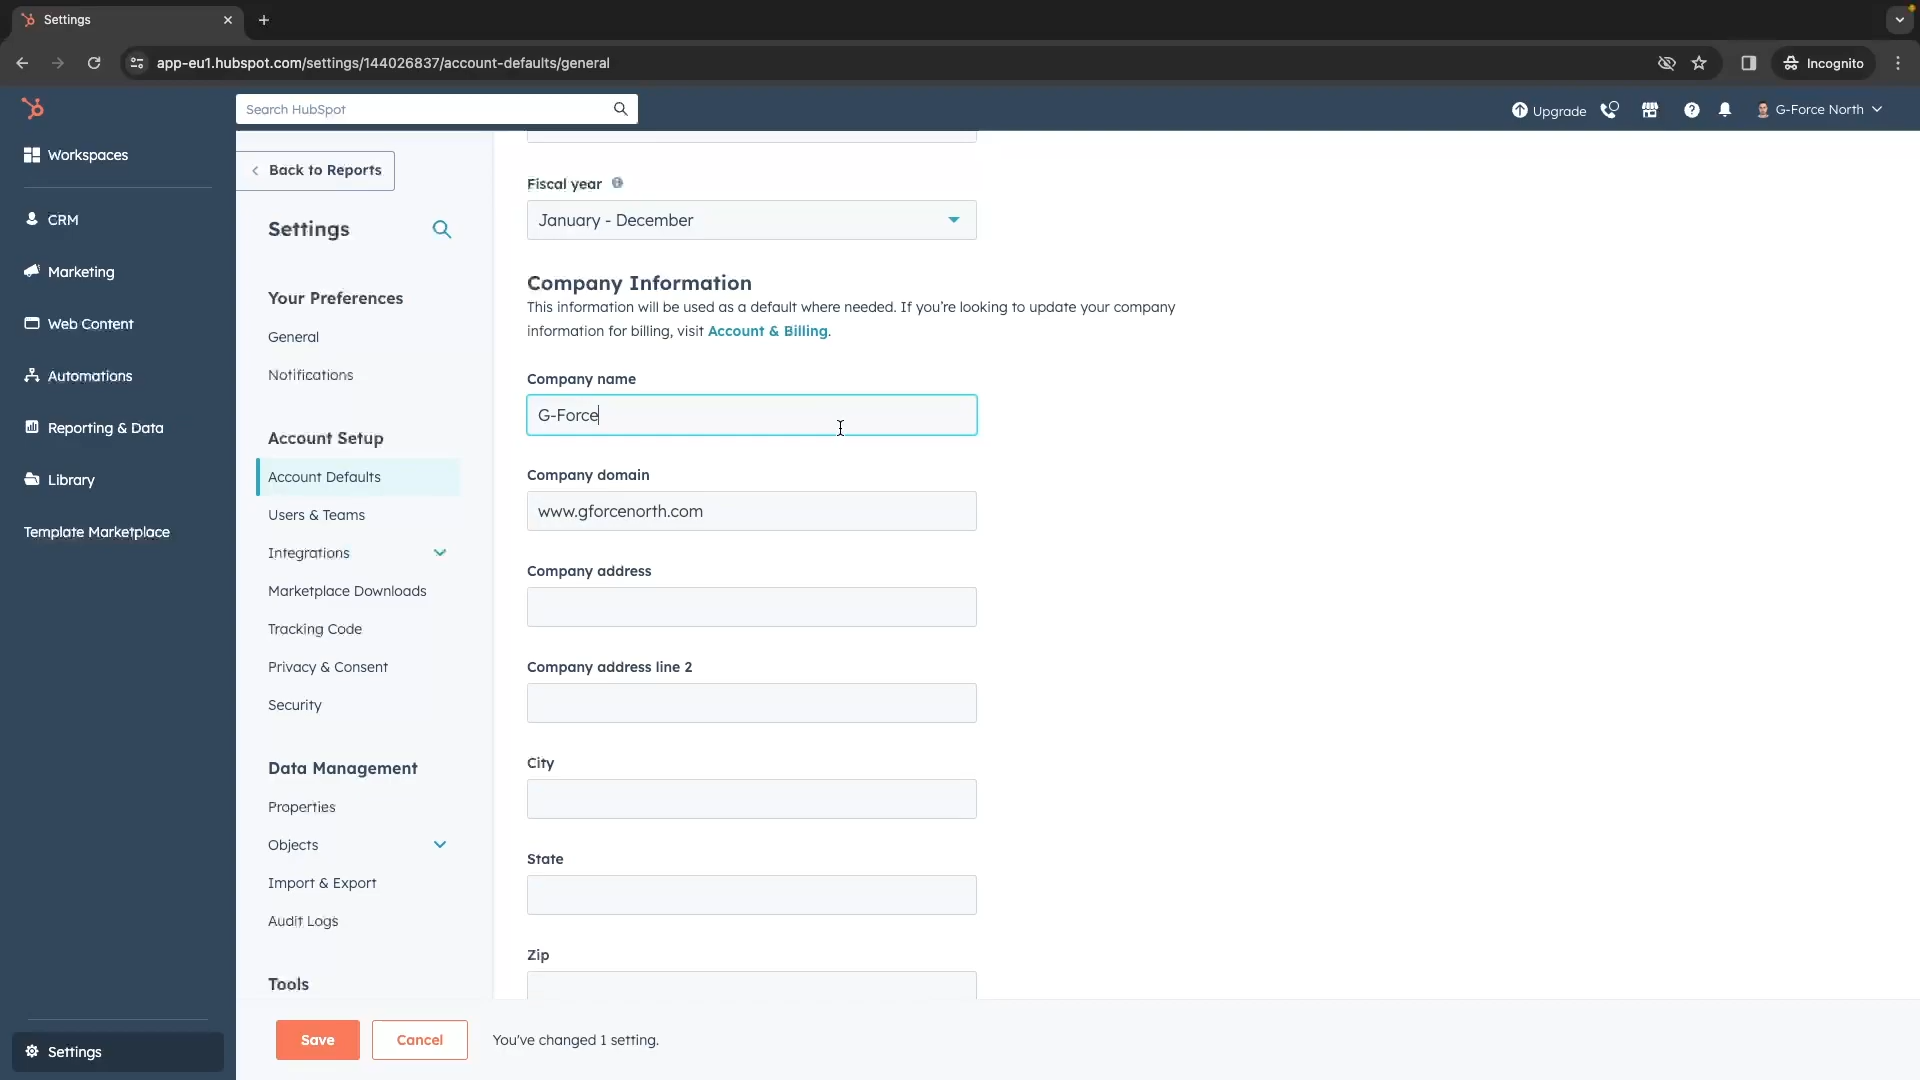 Settings
app-eu1.hubspot.com/settings/144026837/account-defaults/general
Incognito
Search HubSpot
Upgrade
G-Force North
Workspaces
CRM
Marketing
Web Content
Automations
Reporting & Data
Library
Template Marketplace
Settings
Back to Reports
Settings
Your Preferences
General
Notifications
Account Setup
Account Defaults
Users & Teams
Integrations
Marketplace Downloads
Tracking Code
Privacy & Consent
Security
Data Management
Properties
Objects
Import & Export
Audit Logs
Tools
Fiscal year
January - December
Company Information
This information will be used as a default where needed. If you're looking to update your company
information for billing, visit Account & Billing.
Company name
G-Force
Company domain
www.gforcenorth.com
Company address
Company address line 2
City
State
Zip
Save
Cancel
You've changed 1 setting.